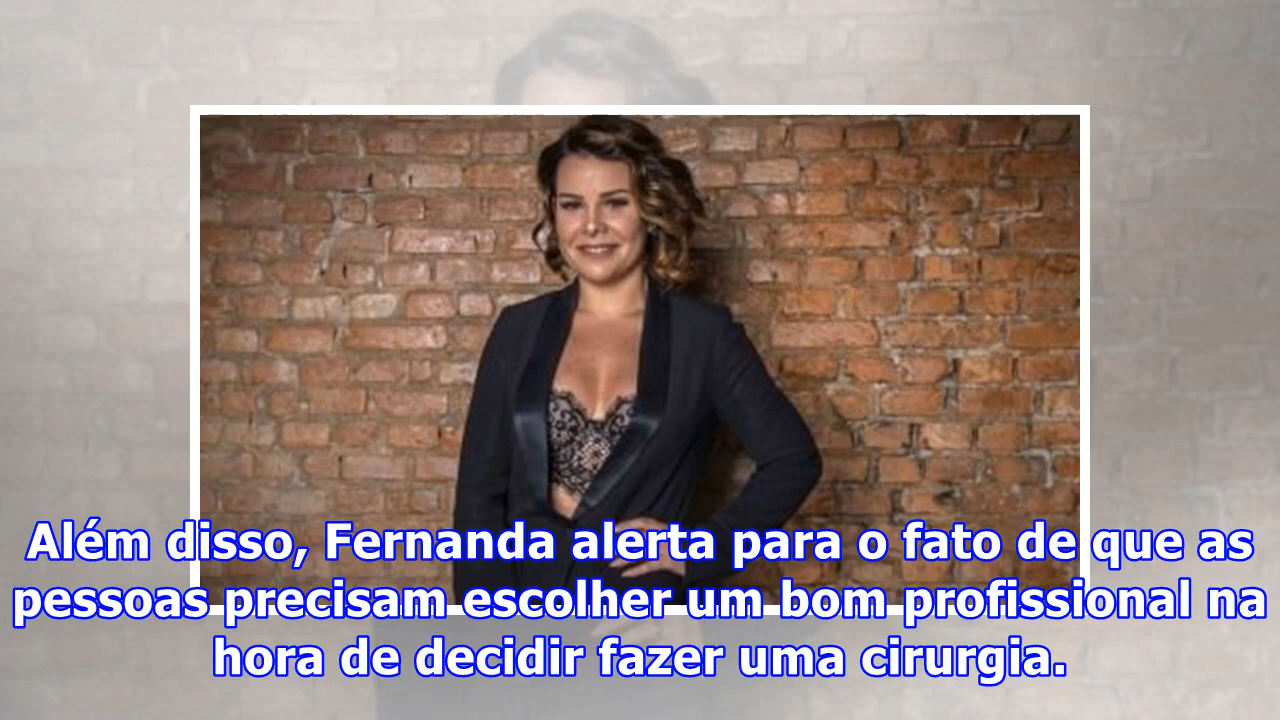 Além disso, Fernanda alerta para o fato de que as
pessoas precisam escolher um bom profissional na
hora de decidir fazer uma cirurgia.